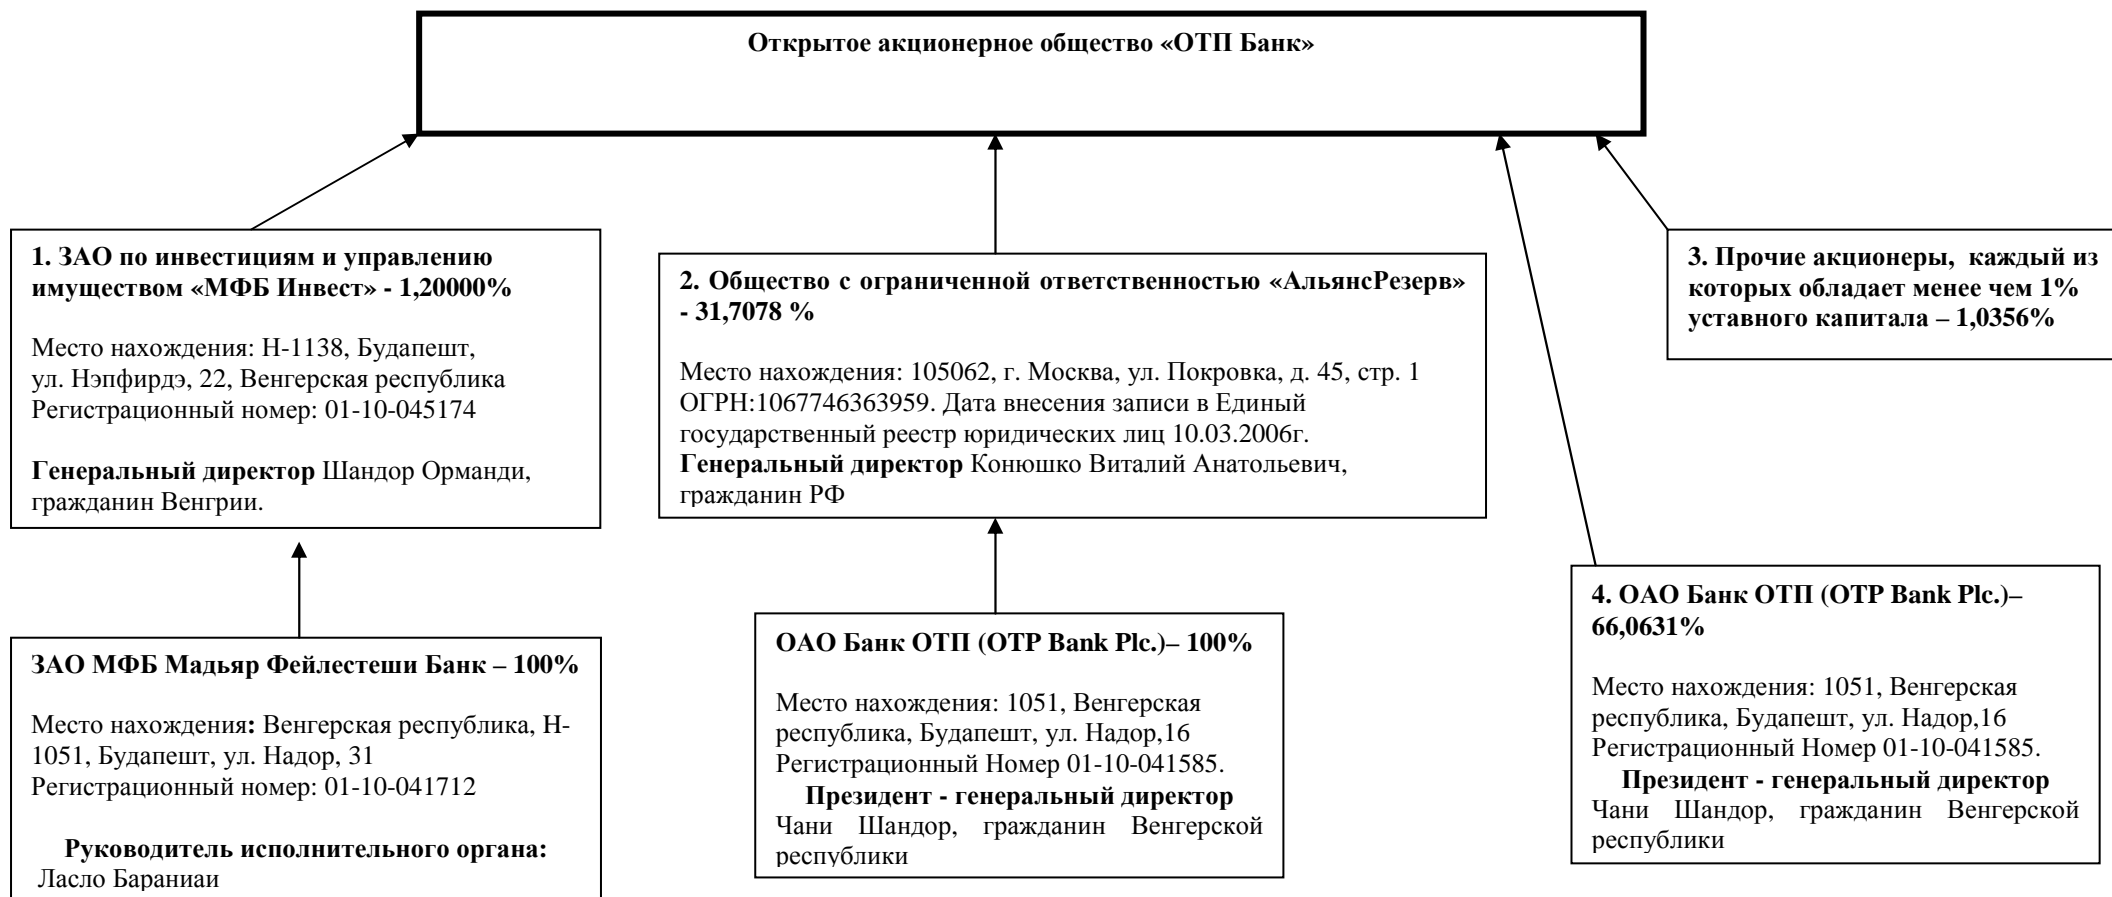 Открытое акционерное общество «ОТП Банк»
1. ЗАО по инвестициям и управлению
имуществом «МФБ Инвест» - 1,20000%
Место нахождения: Н-1138, Будапешт,
ул. Нэпфирдэ, 22, Венгерская республика
Регистрационный номер: 01-10-045174
Генеральный директор Шандор Орманди,
гражданин Венгрии.
2. Общество с ограниченной ответственностью «АльянсРезерв»
- 31,7078 %
Место нахождения: 105062, г. Москва, ул. Покровка, д. 45, стр. 1
ОГРН:1067746363959. Дата внесения записи в Единый
государственный реестр юридических лиц 10.03.2006г.
Генеральный директор Конюшко Виталий Анатольевич,
гражданин РФ
3. Прочие акционеры, каждый из
которых обладает менее чем 1%
уставного капитала – 1,0356%
ЗАО МФБ Мадьяр Фейлестеши Банк – 100%
Место нахождения: Венгерская республика, Н-
1051, Будапешт, ул. Надор, 31
Регистрационный номер: 01-10-041712
Руководитель исполнительного органа:
Ласло Бараниаи
ОАО Банк ОТП (OTP Bank Plc.)– 100%
Место нахождения: 1051, Венгерская
республика, Будапешт, ул. Надор,16
Регистрационный Номер 01-10-041585.
Президент - генеральный директор
Чани Шандор, гражданин Венгерской
республики
4. ОАО Банк ОТП (OTP Bank Plc.)–
66,0631%
Место нахождения: 1051, Венгерская
республика, Будапешт, ул. Надор,16
Регистрационный Номер 01-10-041585.
Президент - генеральный директор
Чани Шандор, гражданин Венгерской
республики